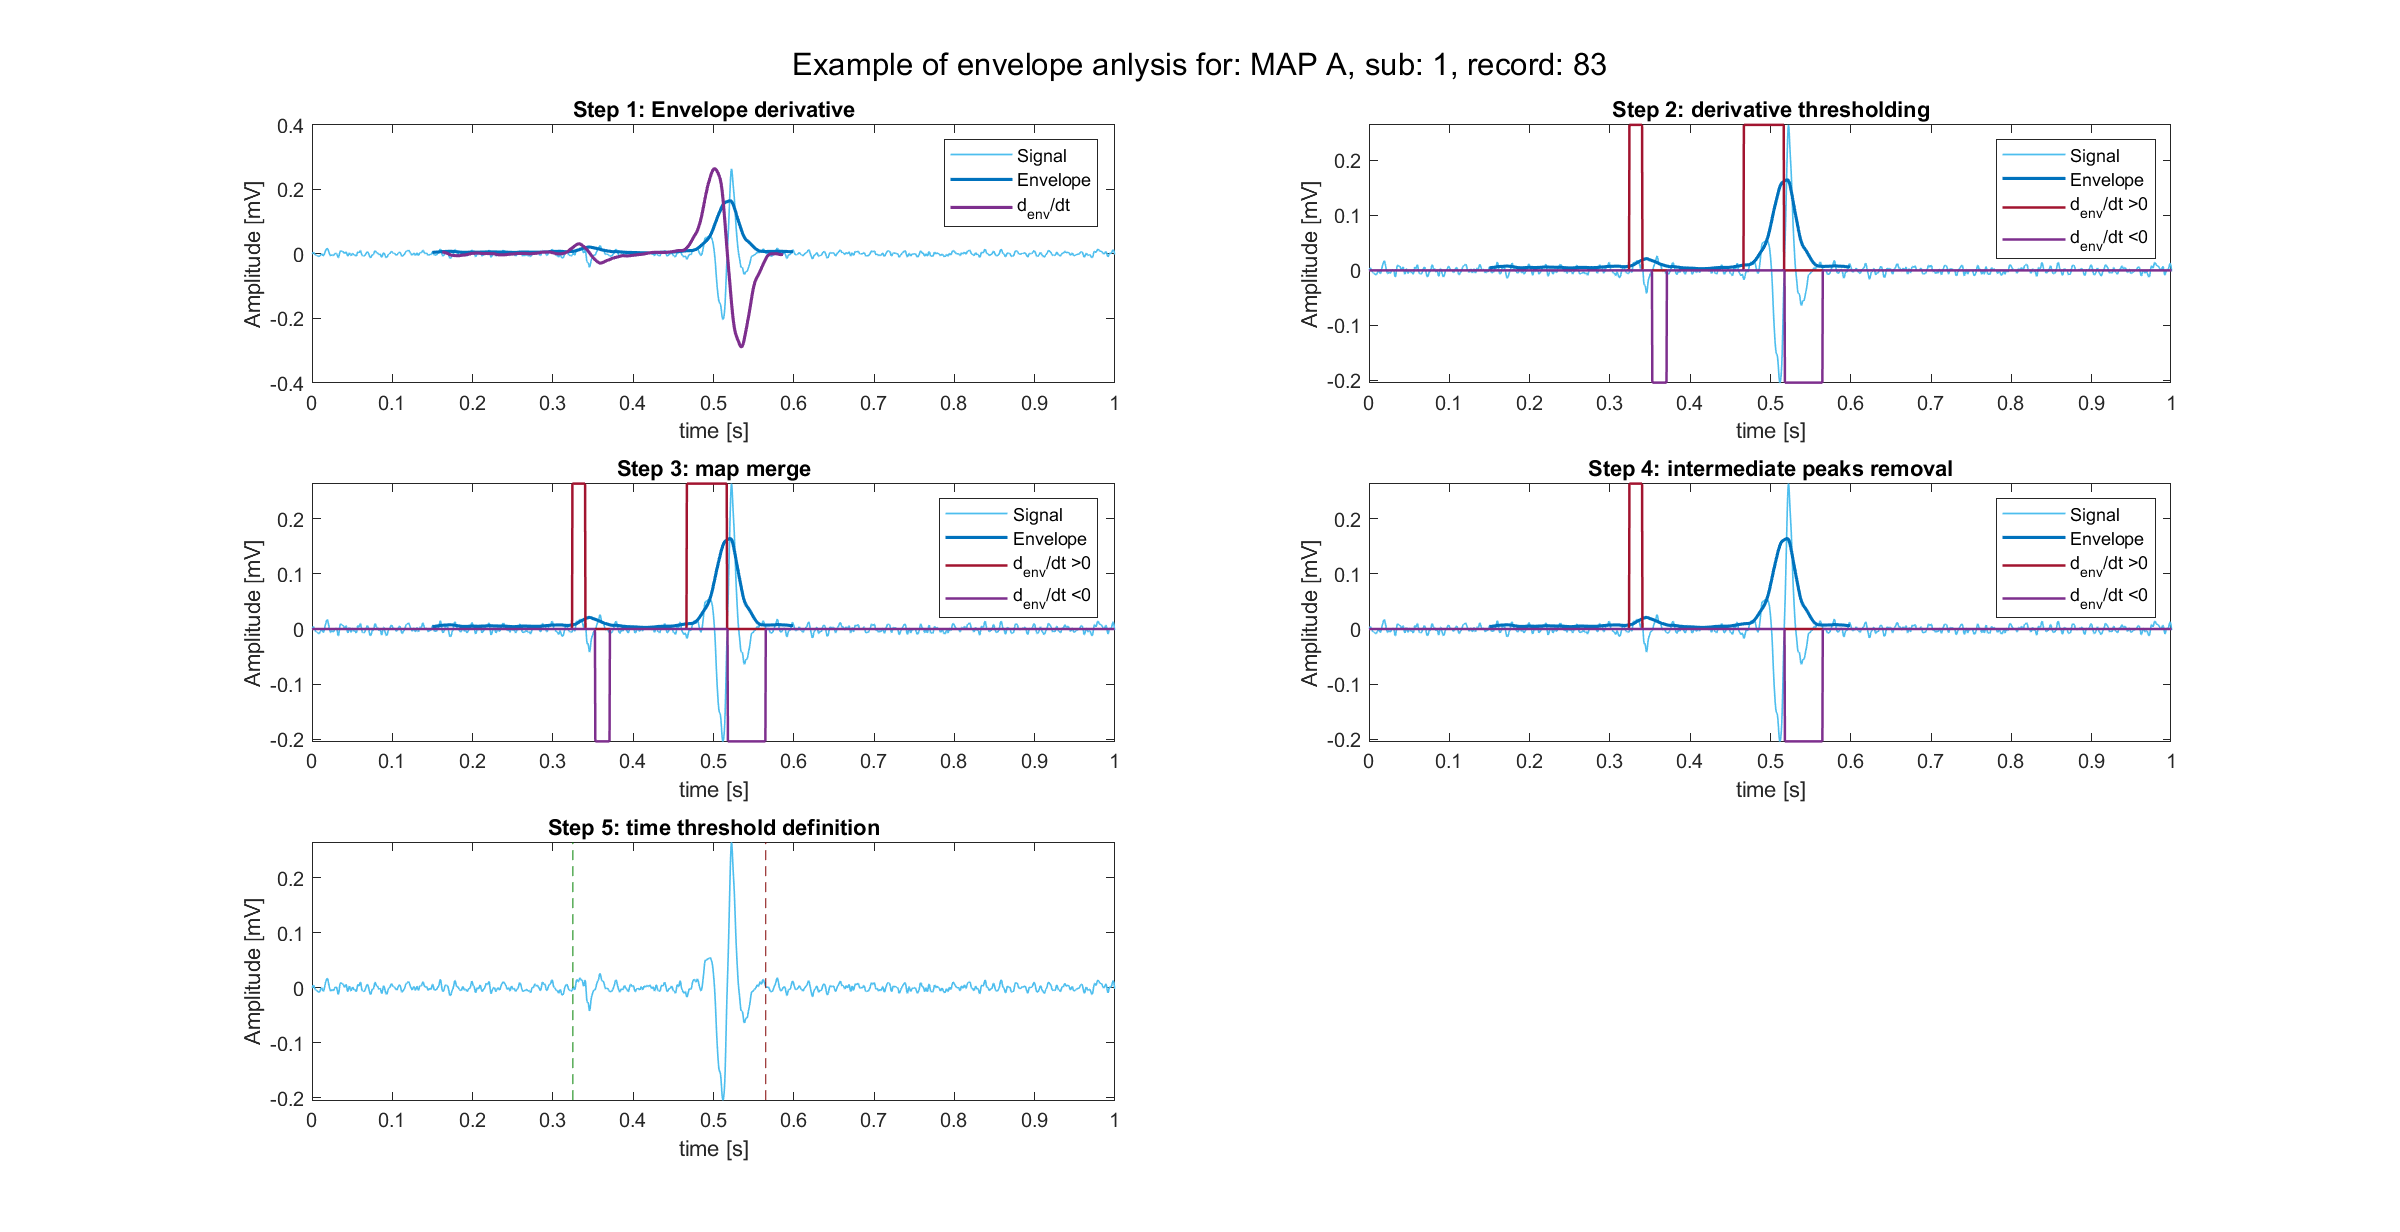 Example of envelope anlysis for: MAP A, sub: 1, record: 83
Step 1: Envelope derivative
0.4
0.2
0
-0.2
-0.4
Amplitude [mV]
Signal
Envelope
d_env/dt
0 0.1 0.2 0.3 0.4 0.5 0.6 0.7 0.8 0.9 1
time [s]
Step 2: derivative thresholding
0.2
0.1
0
-0.1
-0.2
Amplitude [mV]
Signal
Envelope
d_env/dt >0
d_env/dt <0
0 0.1 0.2 0.3 0.4 0.5 0.6 0.7 0.8 0.9 1
time [s]
Step 3: map merge
0.2
0.1
0
-0.1
-0.2
Amplitude [mV]
Signal
Envelope
d_env/dt >0
d_env/dt <0
0 0.1 0.2 0.3 0.4 0.5 0.6 0.7 0.8 0.9 1
time [s]
Step 4: intermediate peaks removal
0.2
0.1
0
-0.1
-0.2
Amplitude [mV]
Signal
Envelope
d_env/dt >0
d_env/dt <0
0 0.1 0.2 0.3 0.4 0.5 0.6 0.7 0.8 0.9 1
time [s]
Step 5: time threshold definition
0.2
0.1
0
-0.1
-0.2
Amplitude [mV]
0 0.1 0.2 0.3 0.4 0.5 0.6 0.7 0.8 0.9 1
time [s]